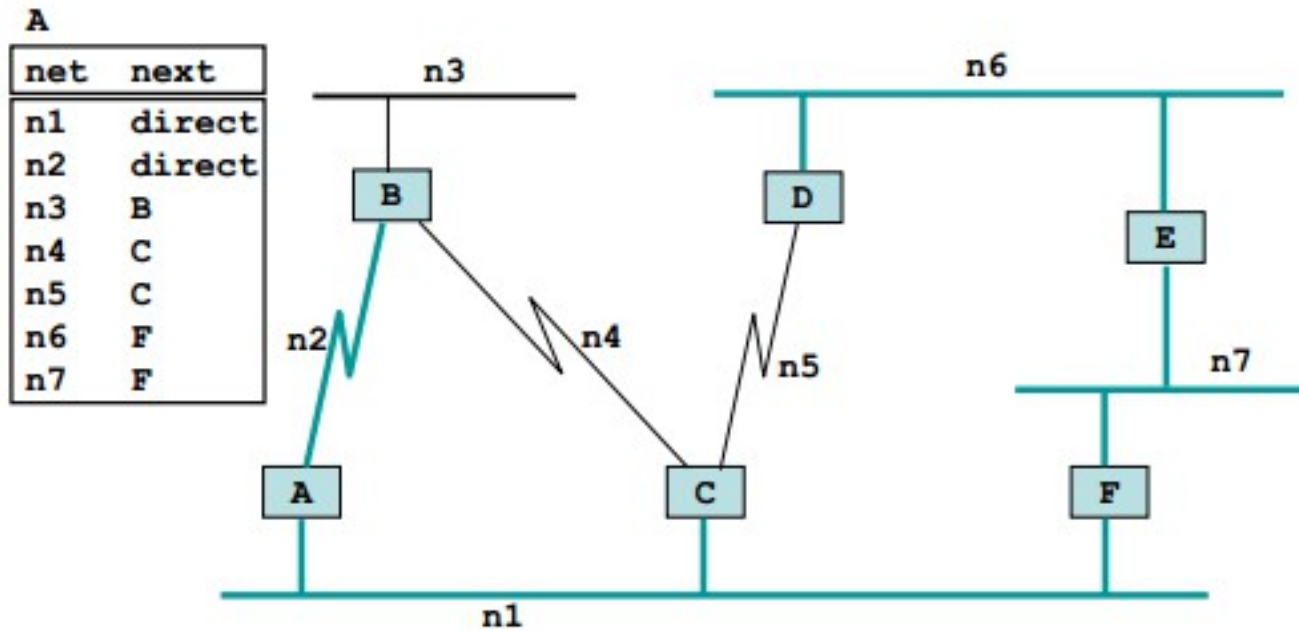 A
net next
n1 direct
n2 direct
n3 B
n4 C
n5 C
n6 F
n7 F
n3
n6
B
D
E
n2
n4
n5
n7
A
C
F
n1